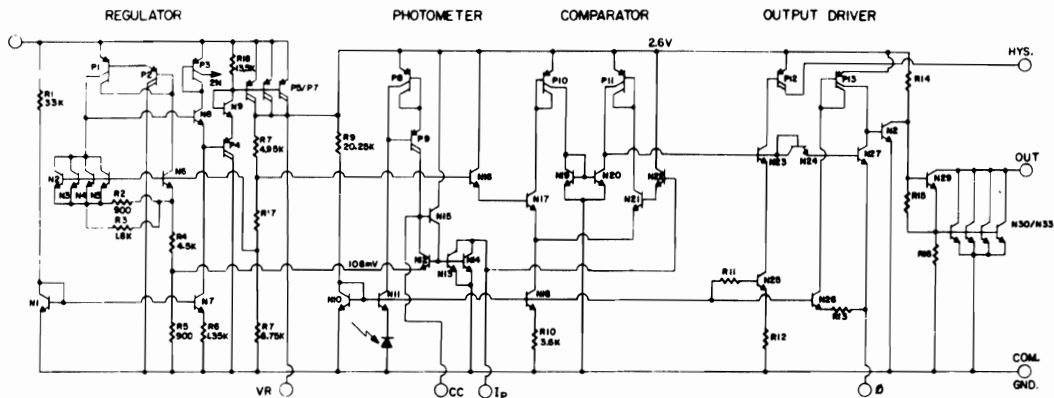 REGULATOR PHOTOMETER COMPARATOR OUTPUT DRIVER
2.6V
HYS.
P1
P2
P3
2N
R18
13.5K
P5/P7
P8
P10
P11
P12
P13
R14
R1
33K
N8
N9
P4
R7
4.95K
R9
20.25K
P9
N2
N23
N24
N27
OUT
N2
N3
N4
N5
N6
R2
900
R3
1.8K
N16
N17
N19
N20
N21
N29
R15
N30/N33
R17
N15
R4
4.5K
108mV
N13
N14
R16
N1
N7
N10
N11
N18
R11
N25
N26
R13
R5
900
R6
1.35K
R7
6.75K
R10
3.6K
R12
COM.
GND.
VR
CC
IP